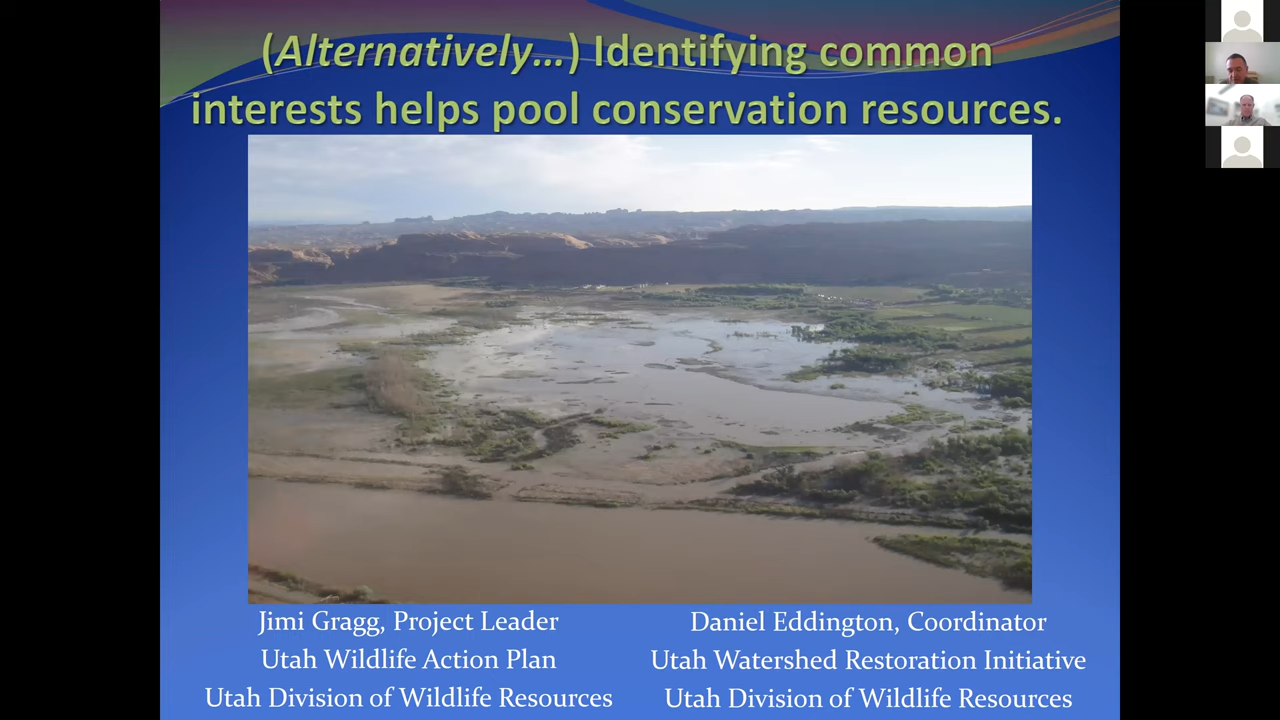 (Alternatively...) Identifying common
interests helps pool conservation resources.
Jimi Gragg, Project Leader
Utah Wildlife Action Plan
Utah Division of Wildlife Resources
Daniel Eddington, Coordinator
Utah Watershed Restoration Initiative
Utah Division of Wildlife Resources